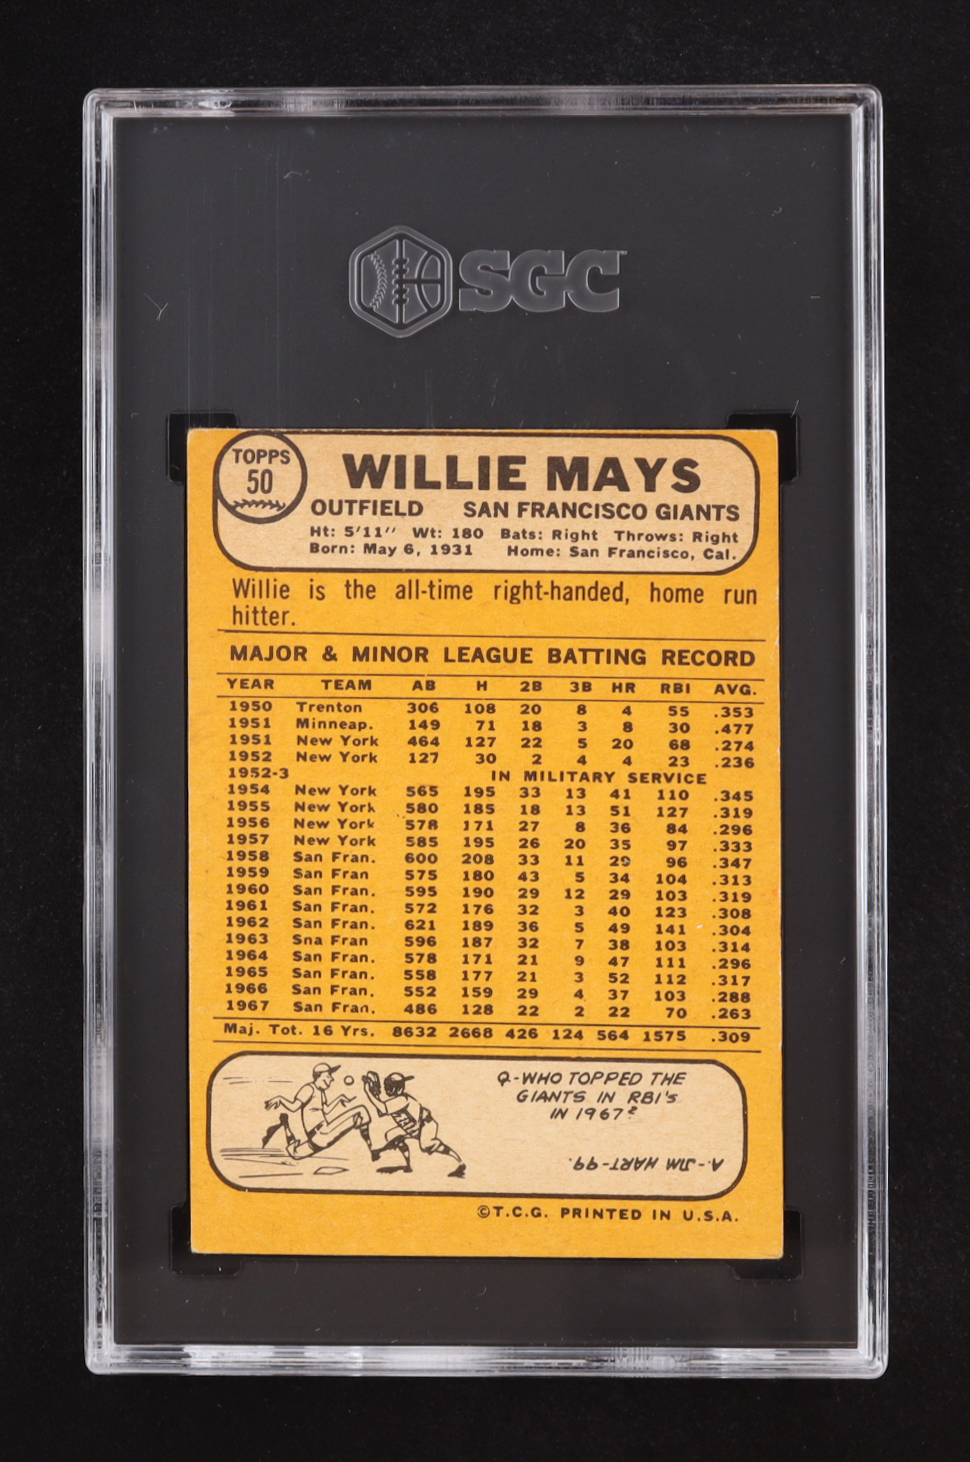 SGC
TOPPS
50
WILLIE MAYS
OUTFIELD SAN FRANCISCO GIANTS
Ht: 5'11" Wt: 180 Bats: Right Throws: Right
Born: May 6, 1931 Home: San Francisco, Cal.
Willie is the all-time right-handed, home run
hitter.
MAJOR & MINOR LEAGUE BATTING RECORD
YEAR TEAM AB H 2B 3B HR RBI AVG.
1950 Trenton 306 108 20 8 4 55 .353
1951 Minneap. 149 71 18 3 8 30 .477
1951 New York 464 127 22 5 20 68 .274
1952 New York 127 30 2 4 4 23 .236
1952-3 IN MILITARY SERVICE
1954 New York 565 195 33 13 41 110 .345
1955 New York 580 185 18 13 51 127 .319
1956 New York 578 171 27 8 36 84 .296
1957 New York 585 195 26 20 35 97 .333
1958 San Fran. 600 208 33 11 29 96 .347
1959 San Fran 575 180 43 5 34 104 .313
1960 San Fran. 595 190 29 12 29 103 .319
1961 San Fran. 572 176 32 3 40 123 .308
1962 San Fran. 621 189 36 5 49 141 .304
1963 Sna Fran 596 187 32 7 38 103 .314
1964 San Fran. 578 171 21 9 47 111 .296
1965 San Fran. 558 177 21 3 52 112 .317
1966 San Fran. 552 159 29 4 37 103 .288
1967 San Fran. 486 128 22 2 22 70 .263
Maj. Tot. 16 Yrs. 8632 2668 426 124 564 1575 .309
Q-WHO TOPPED THE
GIANTS IN RBI's
IN 1967?
A-JIM HART-99.
©T.C.G. PRINTED IN U.S.A.